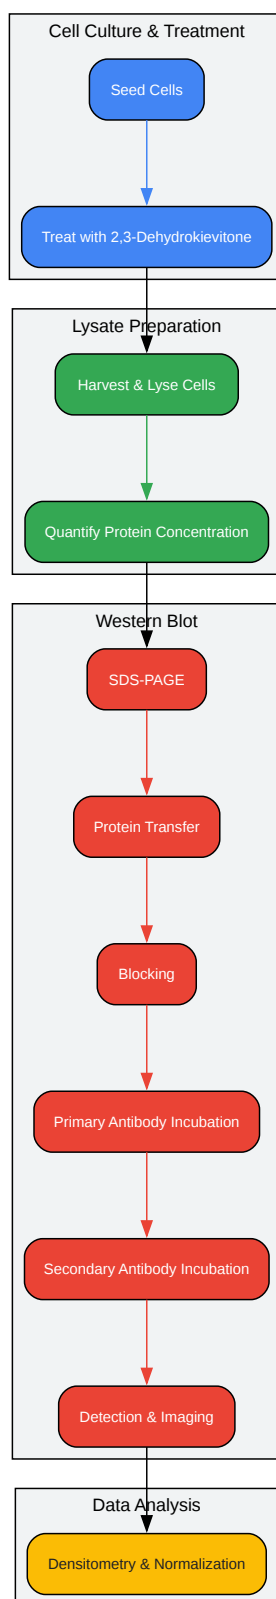 Cell Culture & Treatment
Seed Cells
Treat with 2,3-Dehydrokievitone
Lysate Preparation
Harvest & Lyse Cells
Quantify Protein Concentration
Western Blot
SDS-PAGE
Protein Transfer
Blocking
Primary Antibody Incubation
Secondary Antibody Incubation
Detection & Imaging
Data Analysis
Densitometry & Normalization